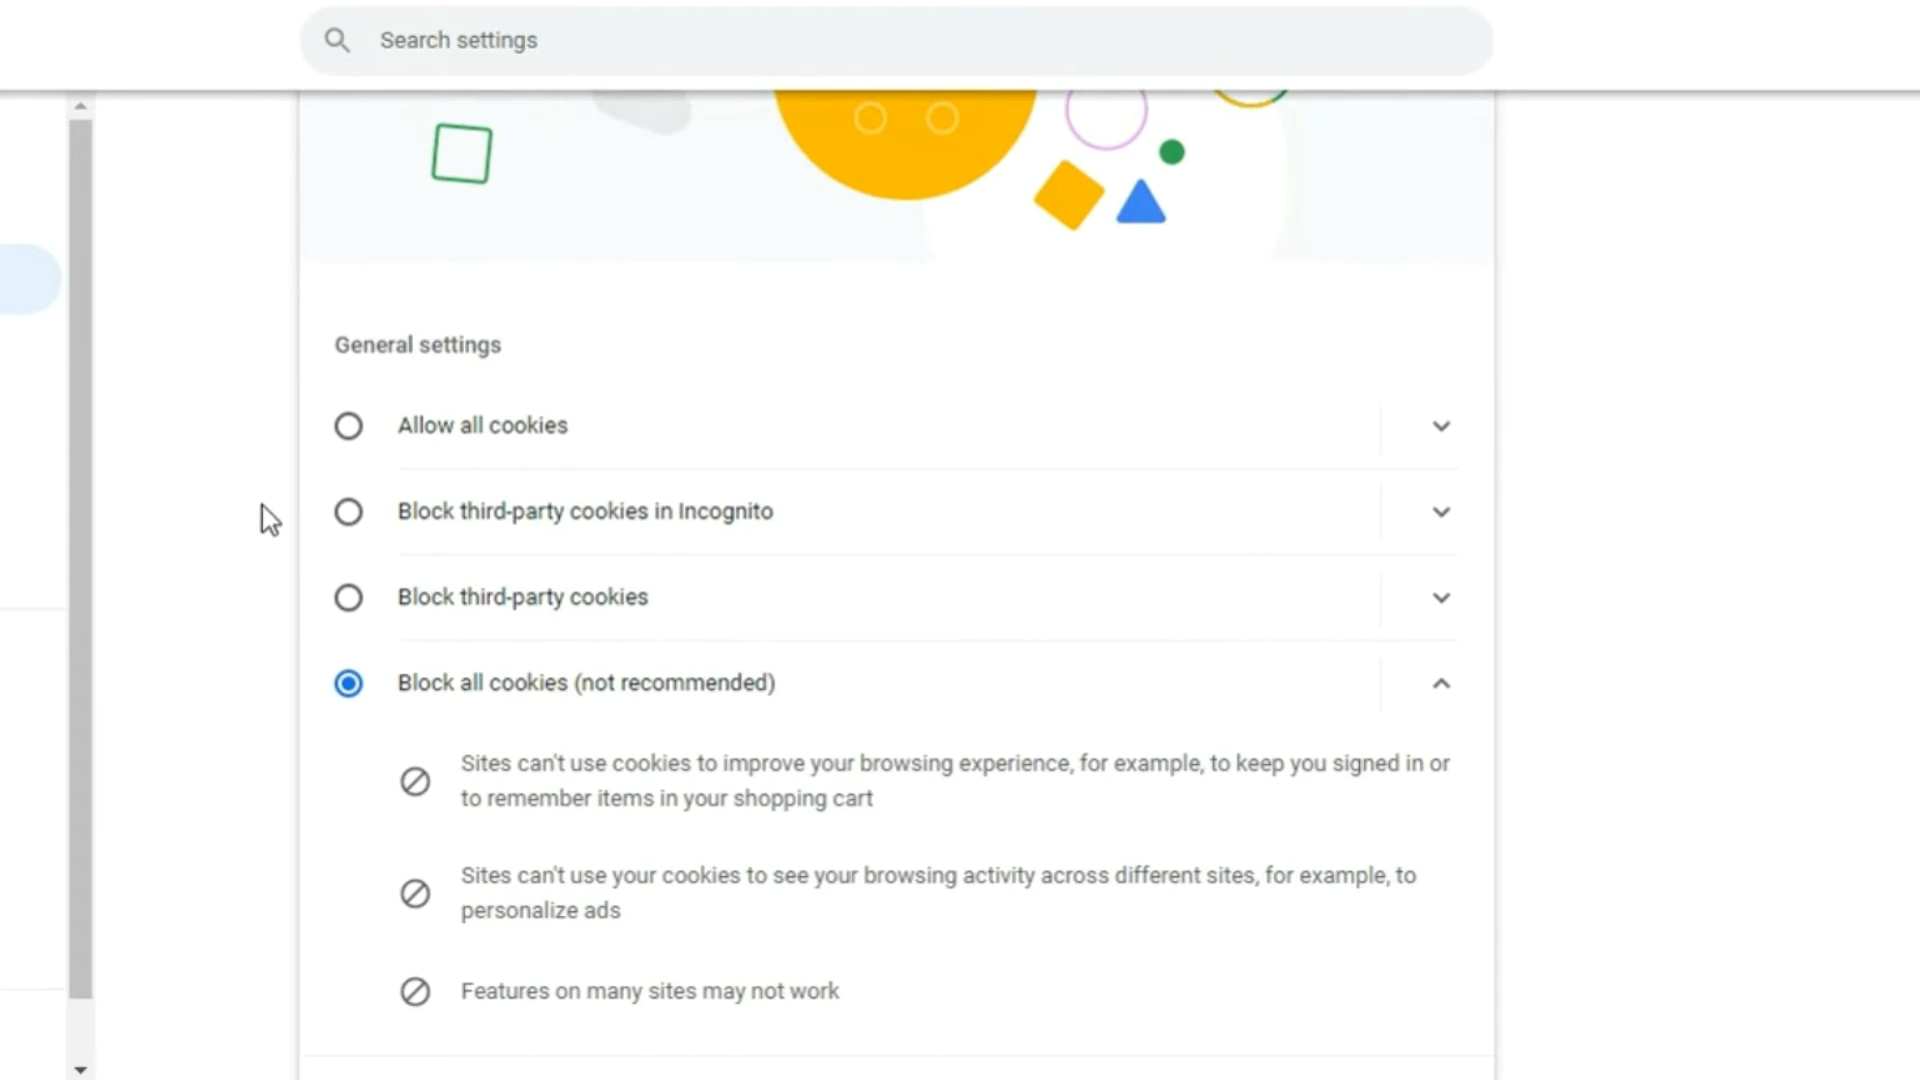 Search settings
General settings
Allow all cookies
Block third-party cookies in Incognito
Block third-party cookies
Block all cookies (not recommended)
Sites can't use cookies to improve your browsing experience, for example, to keep you signed in or
to remember items in your shopping cart
Sites can't use your cookies to see your browsing activity across different sites, for example, to
personalize ads
Features on many sites may not work